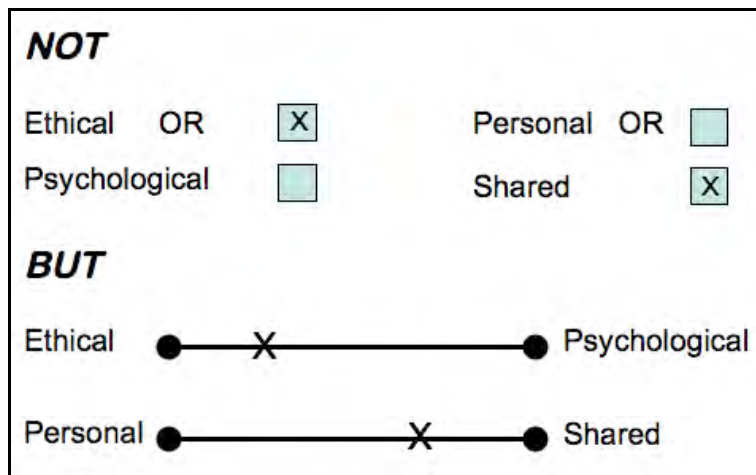 NOT
Ethical OR X Personal OR
Psychological Shared X
BUT
Ethical X Psychological
Personal X Shared